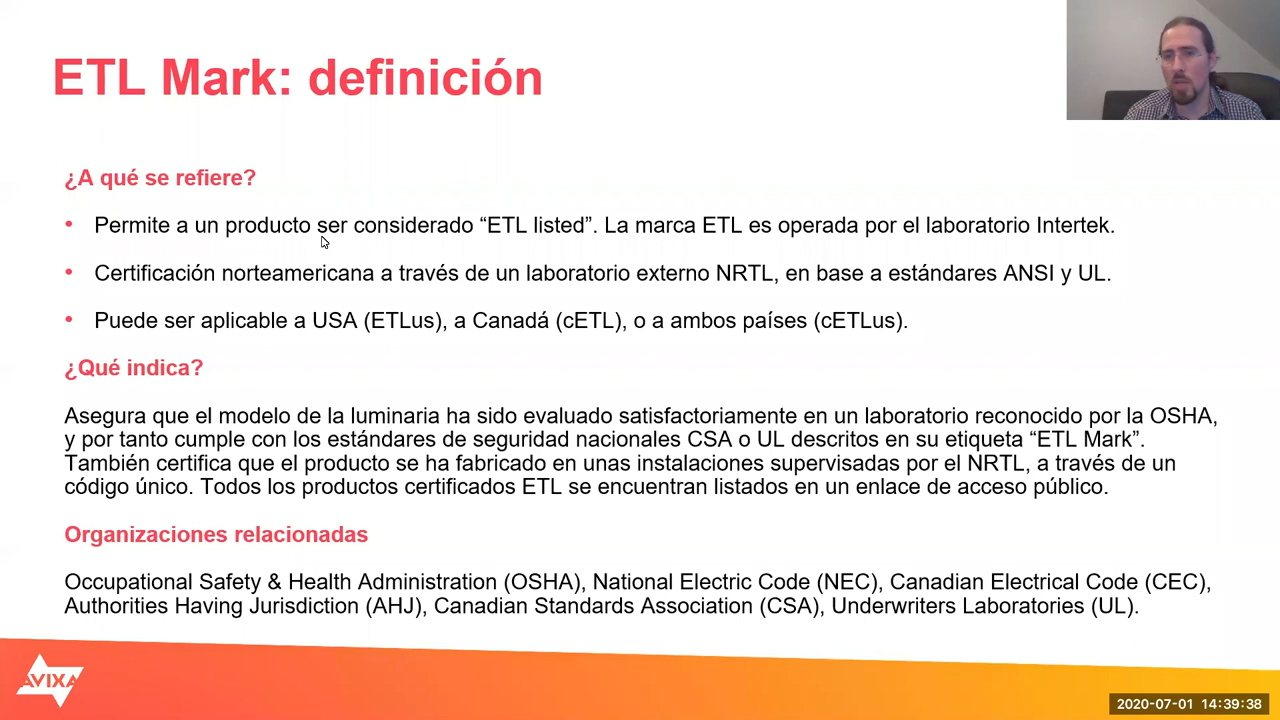 ETL Mark: definición
¿A qué se refiere?
• Permite a un producto ser considerado “ETL listed”. La marca ETL es operada por el laboratorio Intertek.
• Certificación norteamericana a través de un laboratorio externo NRTL, en base a estándares ANSI y UL.
• Puede ser aplicable a USA (ETLus), a Canadá (cETL), o a ambos países (cETLus).
¿Qué indica?
Asegura que el modelo de la luminaria ha sido evaluado satisfactoriamente en un laboratorio reconocido por la OSHA,
y por tanto cumple con los estándares de seguridad nacionales CSA o UL descritos en su etiqueta “ETL Mark”.
También certifica que el producto se ha fabricado en unas instalaciones supervisadas por el NRTL, a través de un
código único. Todos los productos certificados ETL se encuentran listados en un enlace de acceso público.
Organizaciones relacionadas
Occupational Safety & Health Administration (OSHA), National Electric Code (NEC), Canadian Electrical Code (CEC),
Authorities Having Jurisdiction (AHJ), Canadian Standards Association (CSA), Underwriters Laboratories (UL).
AVIXA
2020-07-01 14:39:38